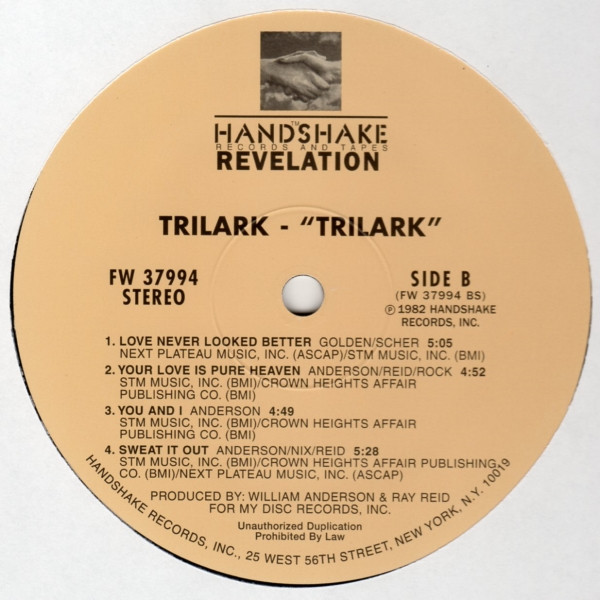 HANDSHAKE™
RECORDS AND TAPES
REVELATION
TRILARK - “TRILARK”
FW 37994
STEREO
SIDE B
(FW 37994 BS)
℗ 1982 HANDSHAKE
RECORDS, INC.
1. LOVE NEVER LOOKED BETTER GOLDEN/SCHER 5:05
NEXT PLATEAU MUSIC, INC. (ASCAP)/STM MUSIC, INC. (BMI)
2. YOUR LOVE IS PURE HEAVEN ANDERSON/REID/ROCK 4:52
STM MUSIC, INC. (BMI)/CROWN HEIGHTS AFFAIR
PUBLISHING CO. (BMI)
3. YOU AND I ANDERSON 4:49
STM MUSIC, INC. (BMI)/CROWN HEIGHTS AFFAIR
PUBLISHING CO. (BMI)
4. SWEAT IT OUT ANDERSON/NIX/REID 5:28
STM MUSIC, INC. (BMI)/CROWN HEIGHTS AFFAIR PUBLISHING
CO. (BMI)/NEXT PLATEAU MUSIC, INC. (ASCAP)
PRODUCED BY: WILLIAM ANDERSON & RAY REID
FOR MY DISC RECORDS, INC.
Unauthorized Duplication
Prohibited By Law
HANDSHAKE RECORDS, INC., 25 WEST 56TH STREET, NEW YORK, N.Y. 10019